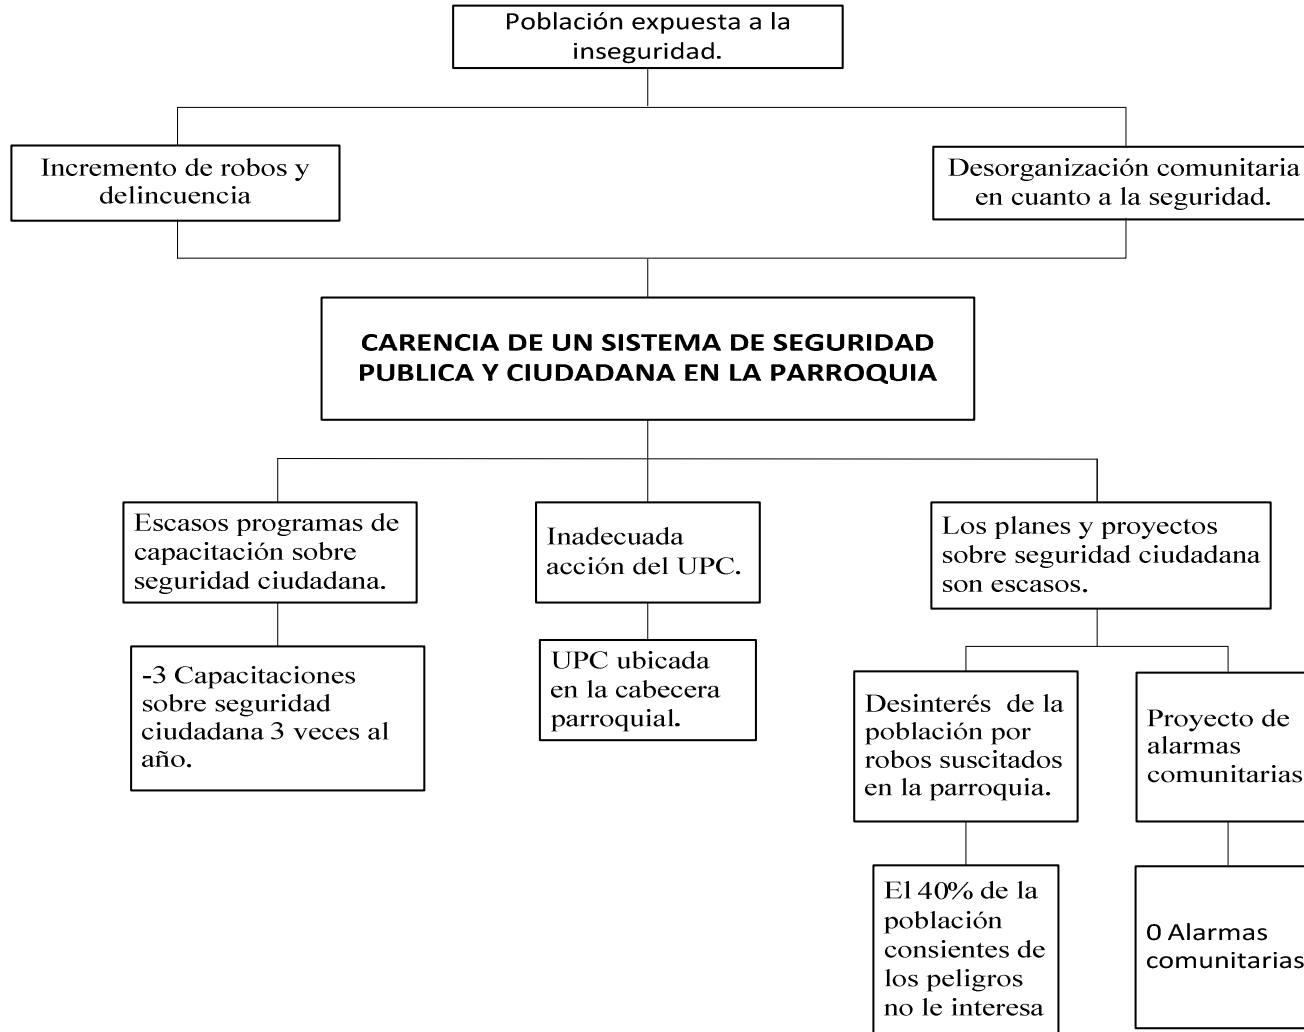 Población expuesta a la
inseguridad.
Incremento de robos y
delincuencia
Desorganización comunitaria
en cuanto a la seguridad.
CARENCIA DE UN SISTEMA DE SEGURIDAD
PUBLICA Y CIUDADANA EN LA PARROQUIA
Escasos programas de
capacitación sobre
seguridad ciudadana.
Inadecuada
acción del UPC.
Los planes y proyectos
sobre seguridad ciudadana
son escasos.
-3 Capacitaciones
sobre seguridad
ciudadana 3 veces al
año.
UPC ubicada
en la cabecera
parroquial.
Desinterés de la
población por
robos suscitados
en la parroquia.
Proyecto de
alarmas
comunitarias
El 40% de la
población
consientes de
los peligros
no le interesa
0 Alarmas
comunitarias